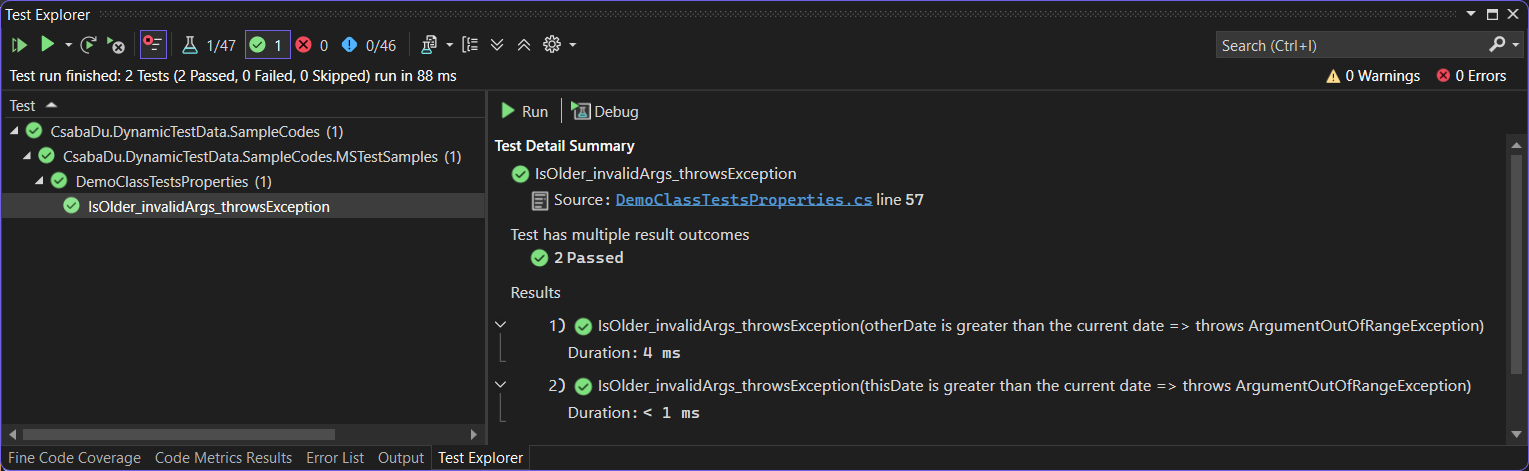 Test Explorer
1/47 1 0 0/46 Search (Ctrl+I)
Test run finished: 2 Tests (2 Passed, 0 Failed, 0 Skipped) run in 88 ms 0 Warnings 0 Errors
Test
CsabaDu.DynamicTestData.SampleCodes (1)
CsabaDu.DynamicTestData.SampleCodes.MSTestSamples (1)
DemoClassTestsProperties (1)
IsOlder_invalidArgs_throwsException
Run Debug
Test Detail Summary
IsOlder_invalidArgs_throwsException
Source: DemoClassTestsProperties.cs line 57
Test has multiple result outcomes
2 Passed
Results
1) IsOlder_invalidArgs_throwsException(otherDate is greater than the current date => throws ArgumentOutOfRangeException)
Duration: 4 ms
2) IsOlder_invalidArgs_throwsException(thisDate is greater than the current date => throws ArgumentOutOfRangeException)
Duration: < 1 ms
Fine Code Coverage Code Metrics Results Error List Output Test Explorer